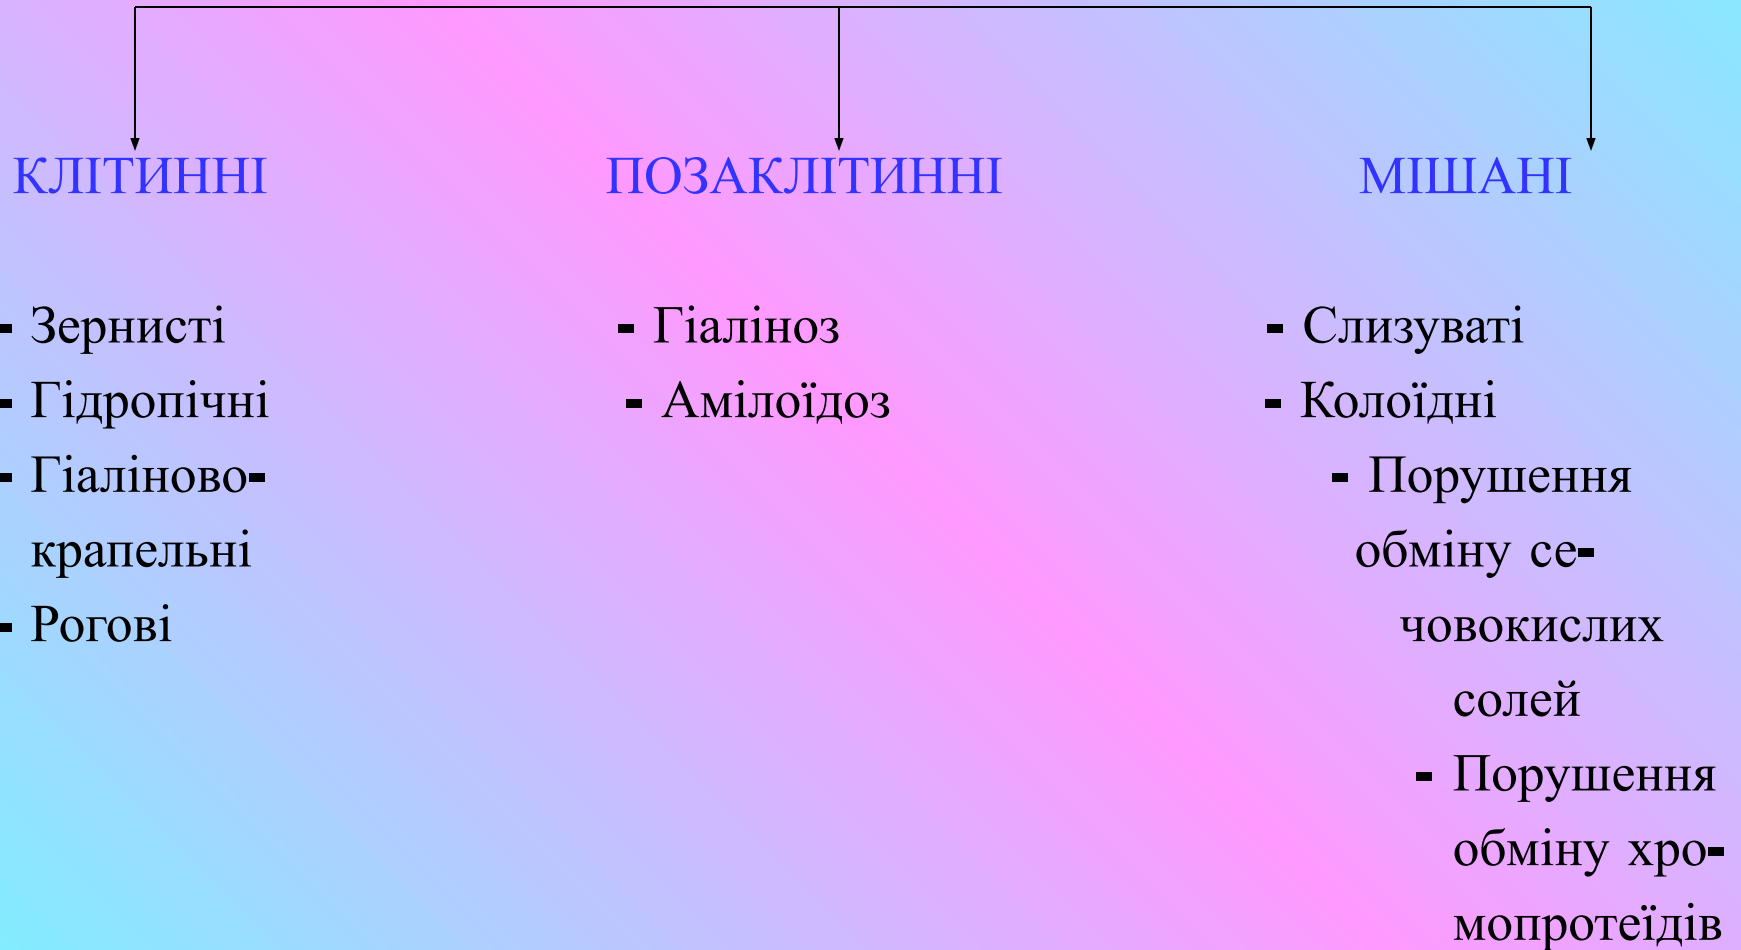 КЛІТИННІ
- Зернисті
- Гідропічні
- Гіаліново-
крапельні
- Рогові
ПОЗАКЛІТИННІ
- Гіаліноз
- Амілоїдоз
МІШАНІ
- Слизуваті
- Колоїдні
- Порушення
обміну се-
човокислих
солей
- Порушення
обміну хро-
мопротеїдів